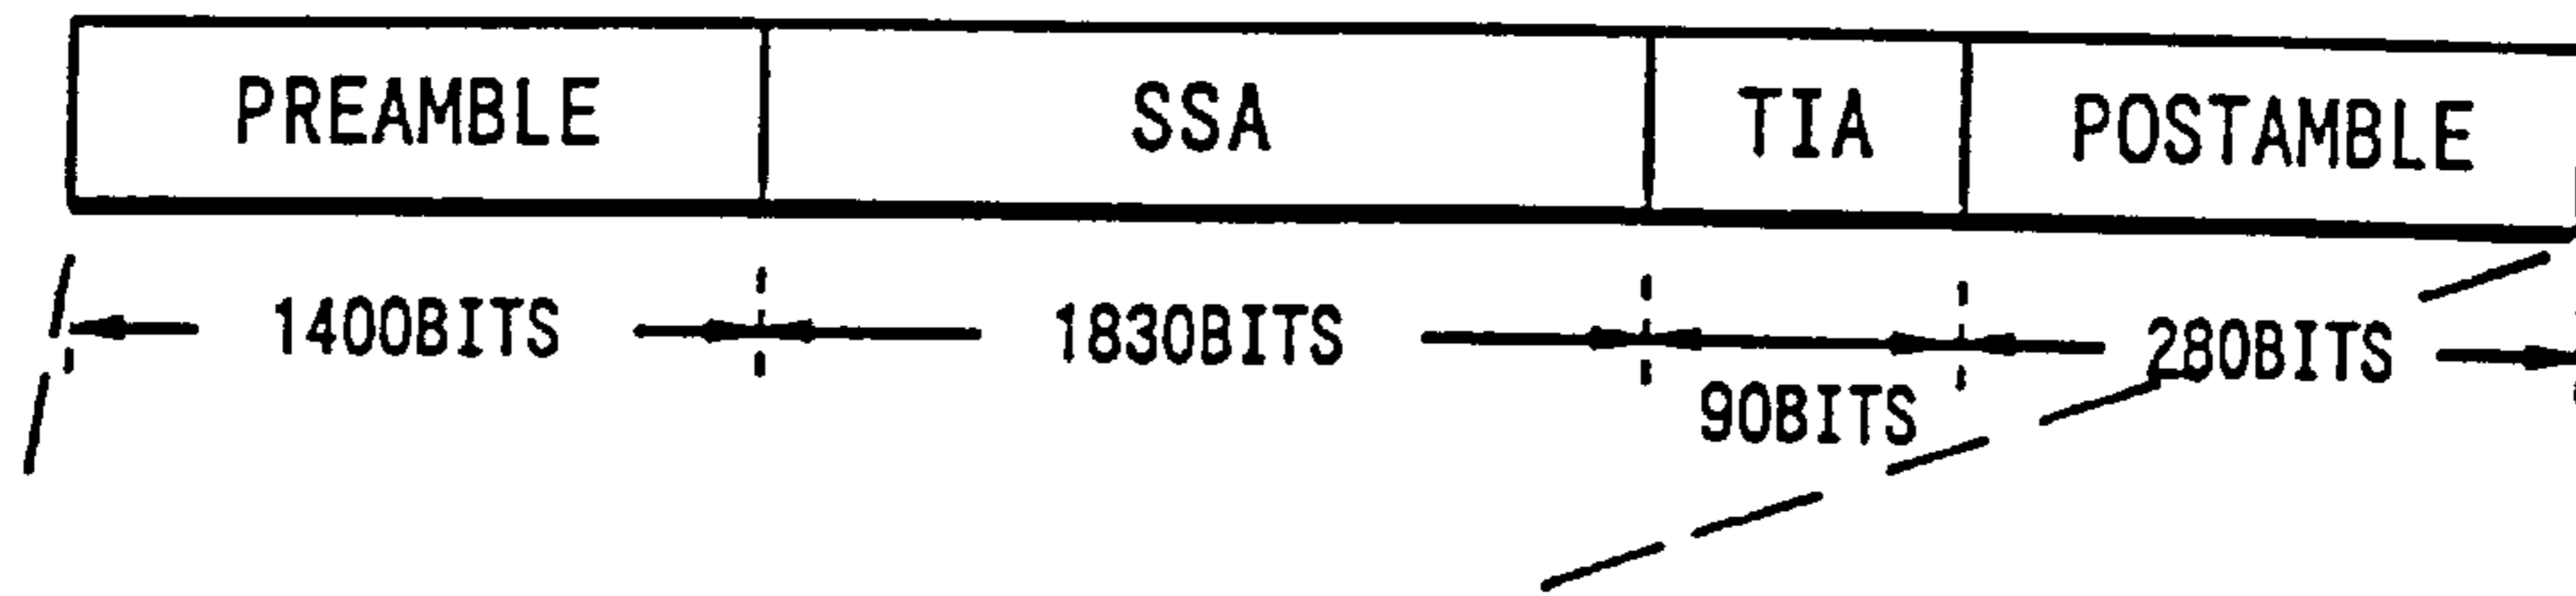 PREAMBLE SSA TIA POSTAMBLE
1400BITS 1830BITS 280BITS
90BITS